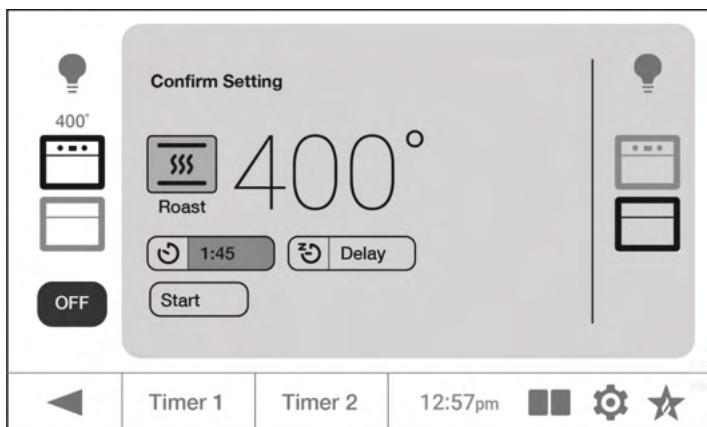 Confirm Setting
400°
400°
Roast
1:45
Delay
OFF
Start
Timer 1
Timer 2
12:57pm